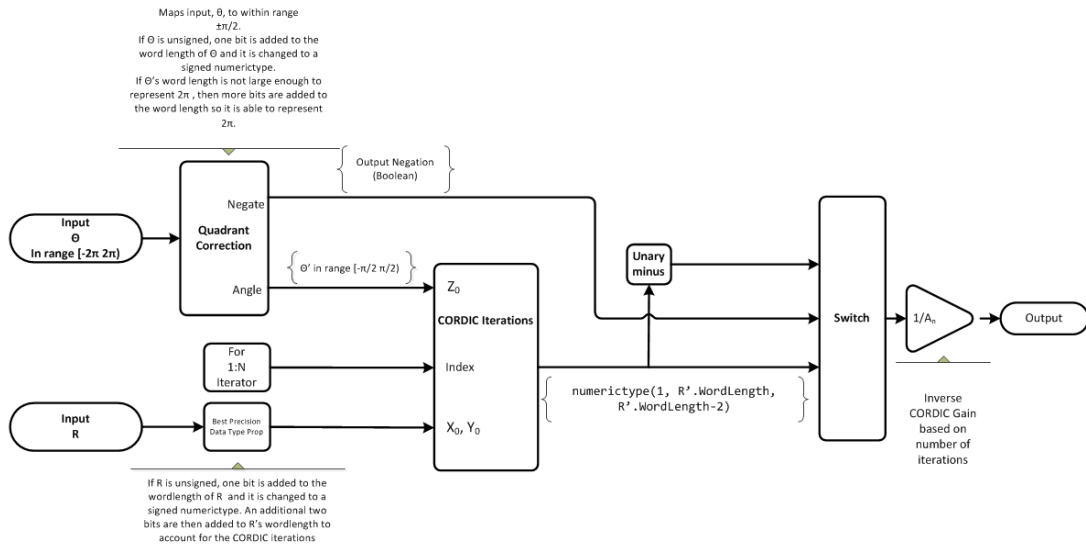 Maps input, θ, to within range
±π/2.
If Θ is unsigned, one bit is added to the
word length of Θ and it is changed to a
signed numerictype.
If Θ's word length is not large enough to
represent 2π , then more bits are added to
the word length so it is able to represent
2π.
Output Negation
(Boolean)
Negate
Input
Θ
In range [-2π 2π)
Quadrant
Correction
Θ' in range [-π/2 π/2)
Angle
Unary
minus
Z₀
CORDIC Iterations
Switch
1/Aₙ
Output
For
1:N
Iterator
Index
numerictype(1, R'.WordLength,
R'.WordLength-2)
Input
R
Best Precision
Data Type Prop
X₀, Y₀
Inverse
CORDIC Gain
based on
number of
iterations
If R is unsigned, one bit is added to the
wordlength of R and it is changed to a
signed numerictype. An additional two
bits are then added to R's wordlength to
account for the CORDIC iterations